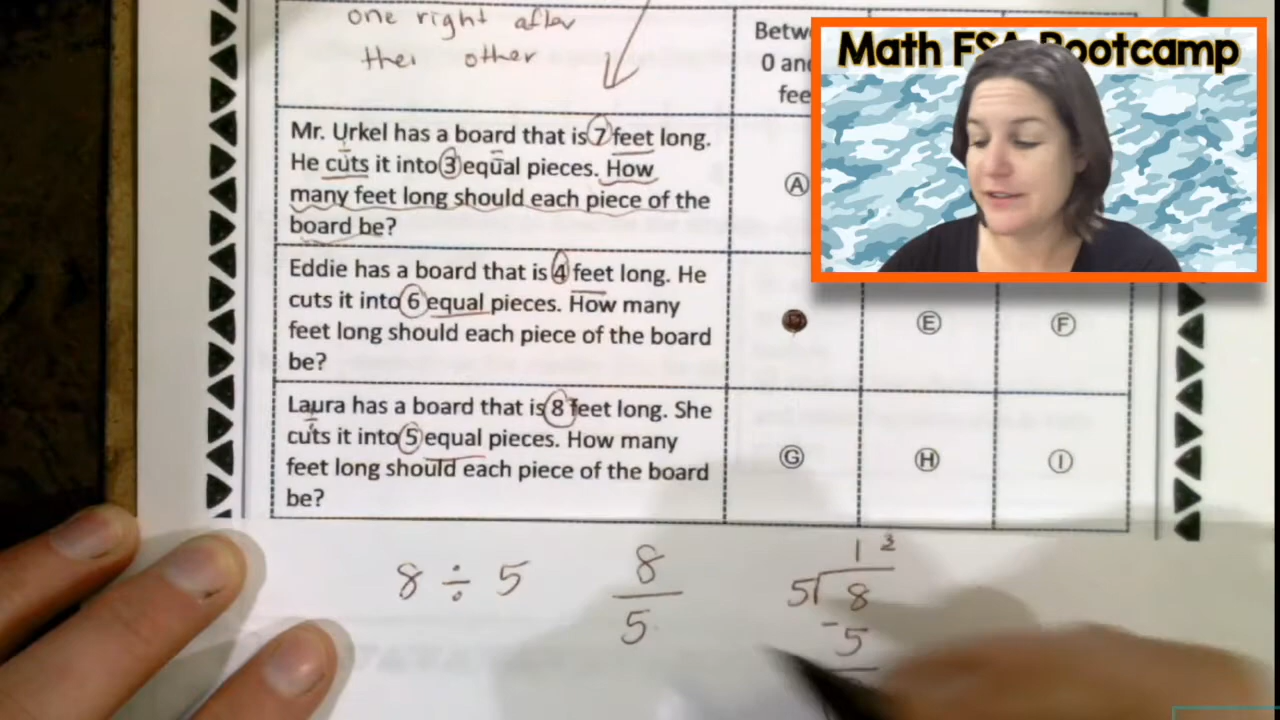 one right after
thei other
Betw
0 an
fee
Math FSA Bootcamp
Mr. Urkel has a board that is 7 feet long.
He cuts it into 3 equal pieces. How
many feet long should each piece of the
board be?
A
Eddie has a board that is 4 feet long. He
cuts it into 6 equal pieces. How many
feet long should each piece of the board
be?
E
F
Laura has a board that is 8 feet long. She
cuts it into 5 equal pieces. How many
feet long should each piece of the board
be?
G
H
I
8 ÷ 5
8
5
1
5 8
-5